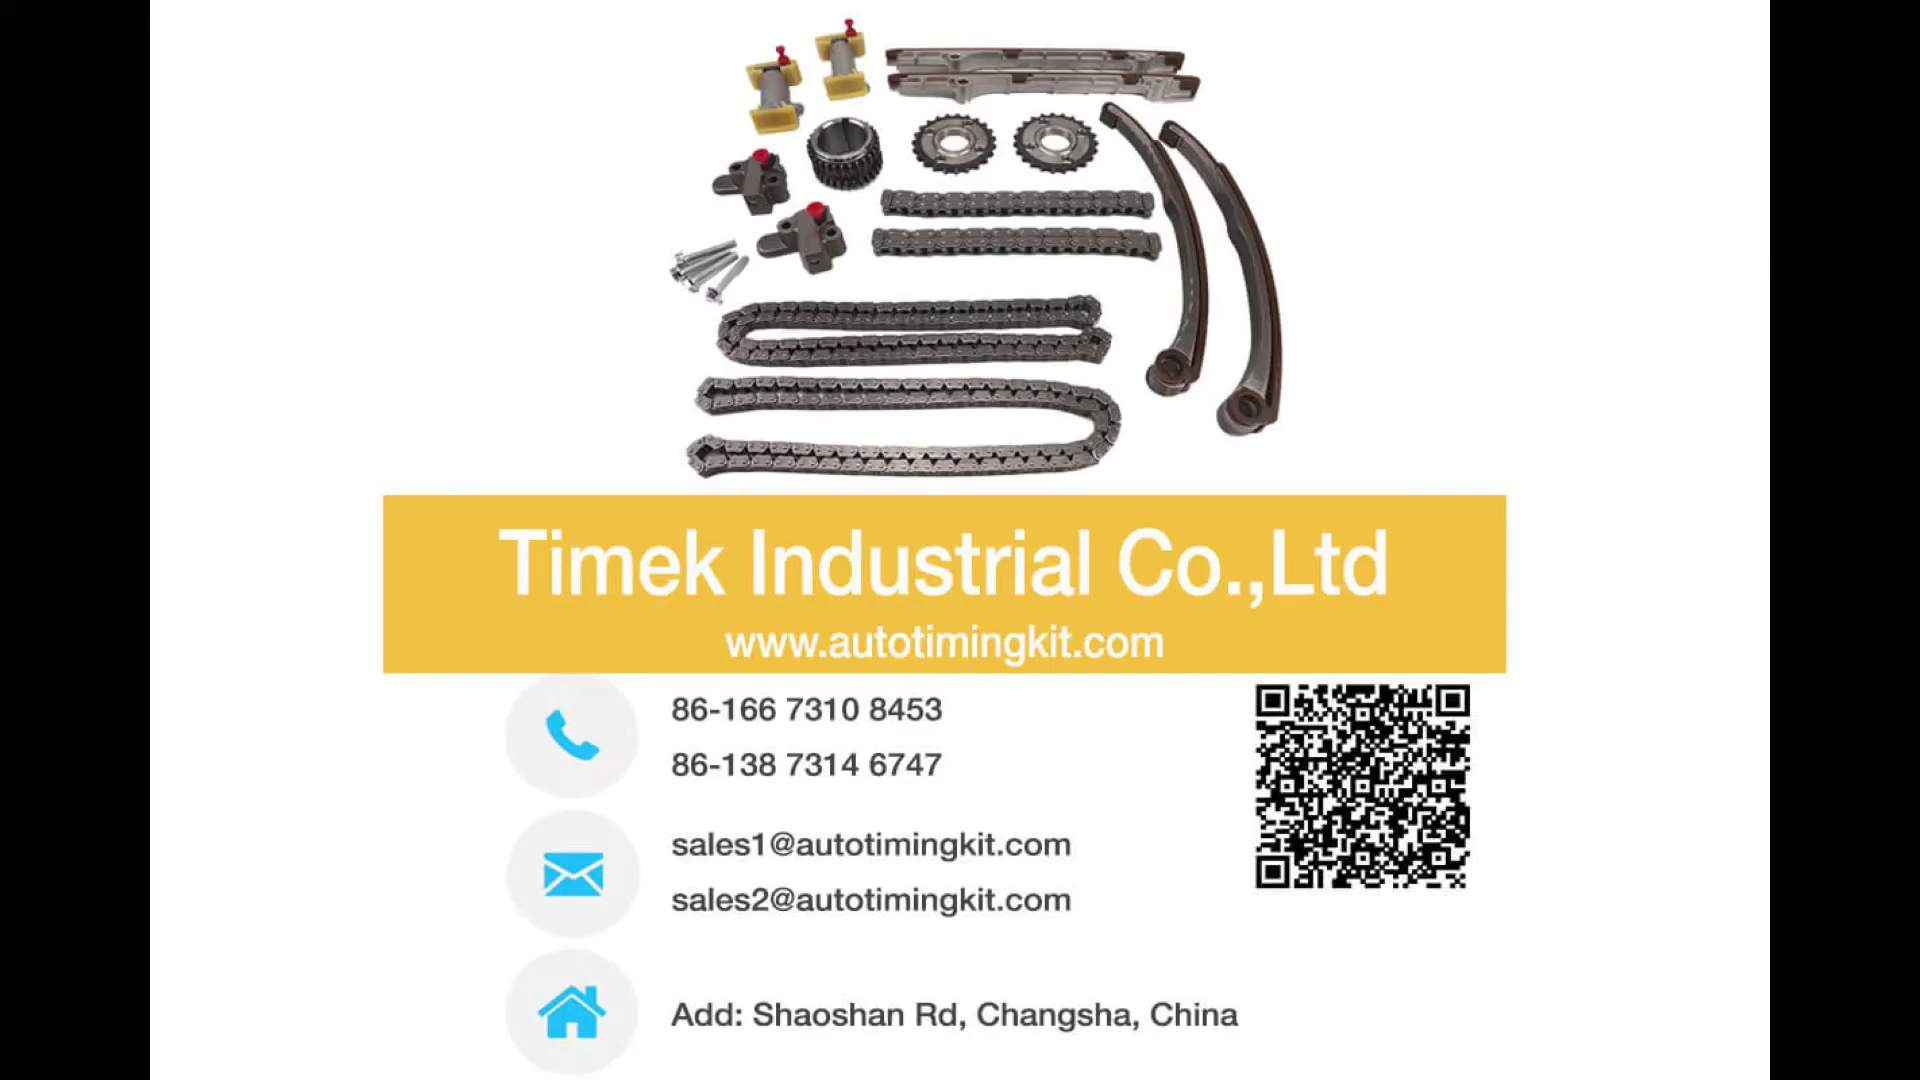 Timek Industrial Co.,Ltd
www.autotimingkit.com
86-166 7310 8453
86-138 7314 6747
sales1@autotimingkit.com
sales2@autotimingkit.com
Add: Shaoshan Rd, Changsha, China